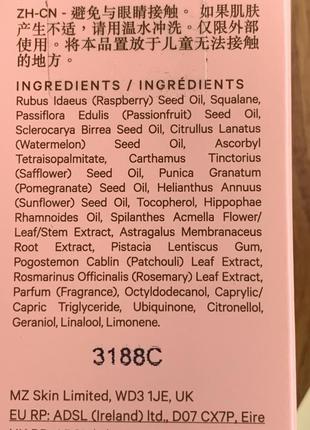 ZH-CN - 避免与眼睛接触。如果肌肤
产生不适，请用温水冲洗。仅限外部
使用。将本品置放于儿童无法接触
的地方。
INGREDIENTS / INGRÉDIENTS
Rubus Idaeus (Raspberry) Seed Oil, Squalane,
Passiflora Edulis (Passionfruit) Seed Oil,
Sclerocarya Birrea Seed Oil, Citrullus Lanatus
(Watermelon) Seed Oil, Ascorbyl
Tetraisopalmitate, Carthamus Tinctorius
(Safflower) Seed Oil, Punica Granatum
(Pomegranate) Seed Oil, Helianthus Annuus
(Sunflower) Seed Oil, Tocopherol, Hippophae
Rhamnoides Oil, Spilanthes Acmella Flower/
Leaf/Stem Extract, Astragalus Membranaceus
Root Extract, Pistacia Lentiscus Gum,
Pogostemon Cablin (Patchouli) Leaf Extract,
Rosmarinus Officinalis (Rosemary) Leaf Extract,
Parfum (Fragrance), Octyldodecanol, Caprylic/
Capric Triglyceride, Ubiquinone, Citronellol,
Geraniol, Linalool, Limonene.
3188C
MZ Skin Limited, WD3 1JE, UK
EU RP: ADSL (Ireland) ltd., D07 CX7P, Eire